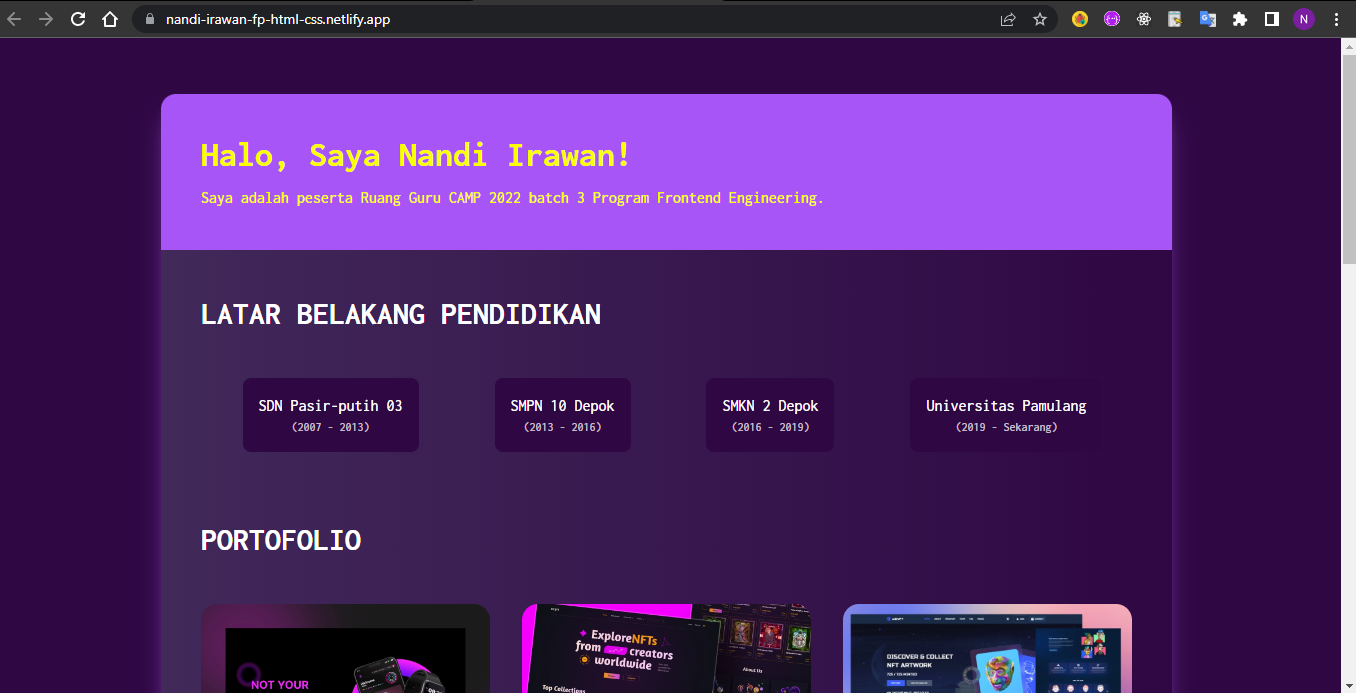 nandi-irawan-fp-html-css.netlify.app
N
Halo, Saya Nandi Irawan!
Saya adalah peserta Ruang Guru CAMP 2022 batch 3 Program Frontend Engineering.
LATAR BELAKANG PENDIDIKAN
SDN Pasir-putih 03
(2007 - 2013)
SMPN 10 Depok
(2013 - 2016)
SMKN 2 Depok
(2016 - 2019)
Universitas Pamulang
(2019 - Sekarang)
PORTOFOLIO
NOT YOUR
ExploreNFTs
from
creators
worldwide
Top Collections
About Us
DISCOVER & COLLECT
NFT ARTWORK